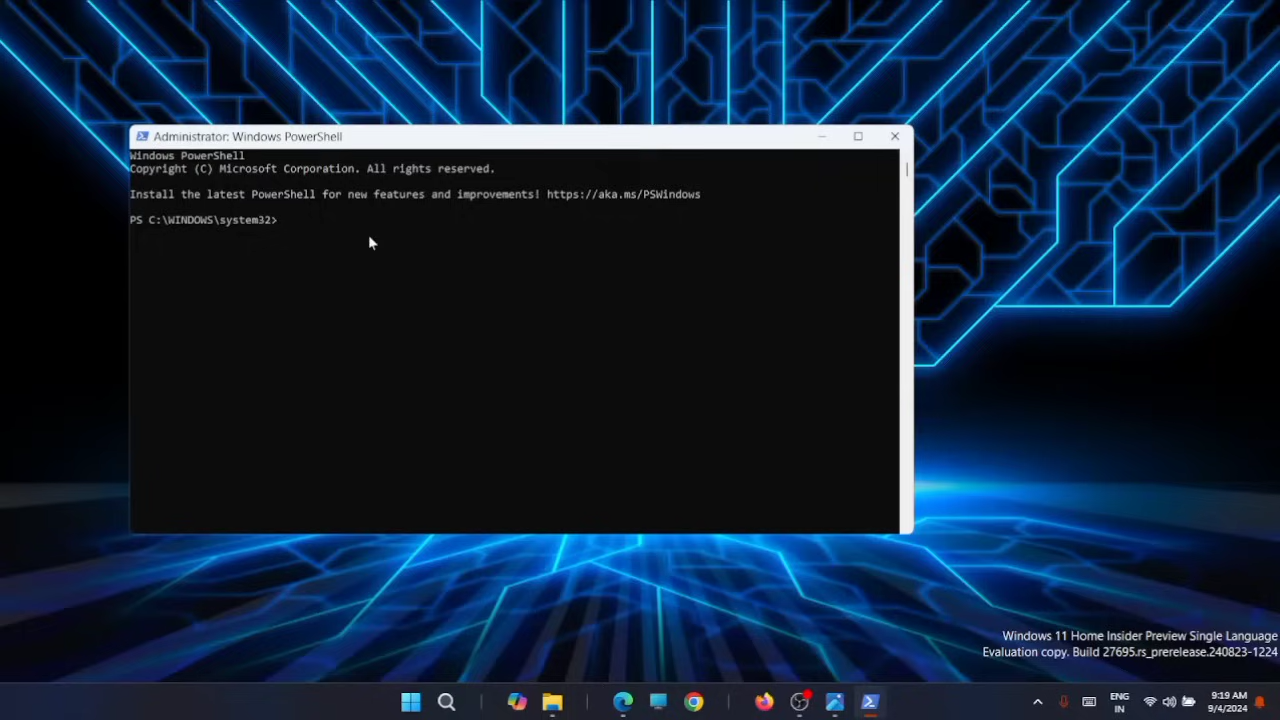 Administrator: Windows PowerShell
Windows PowerShell
Copyright (C) Microsoft Corporation. All rights reserved.
Install the latest PowerShell for new features and improvements! https://aka.ms/PSWindows
PS C:\WINDOWS\system32>
Windows 11 Home Insider Preview Single Language
Evaluation copy. Build 27695.rs_prerelease.240823-1224
ENG
IN
9:19 AM
9/4/2024